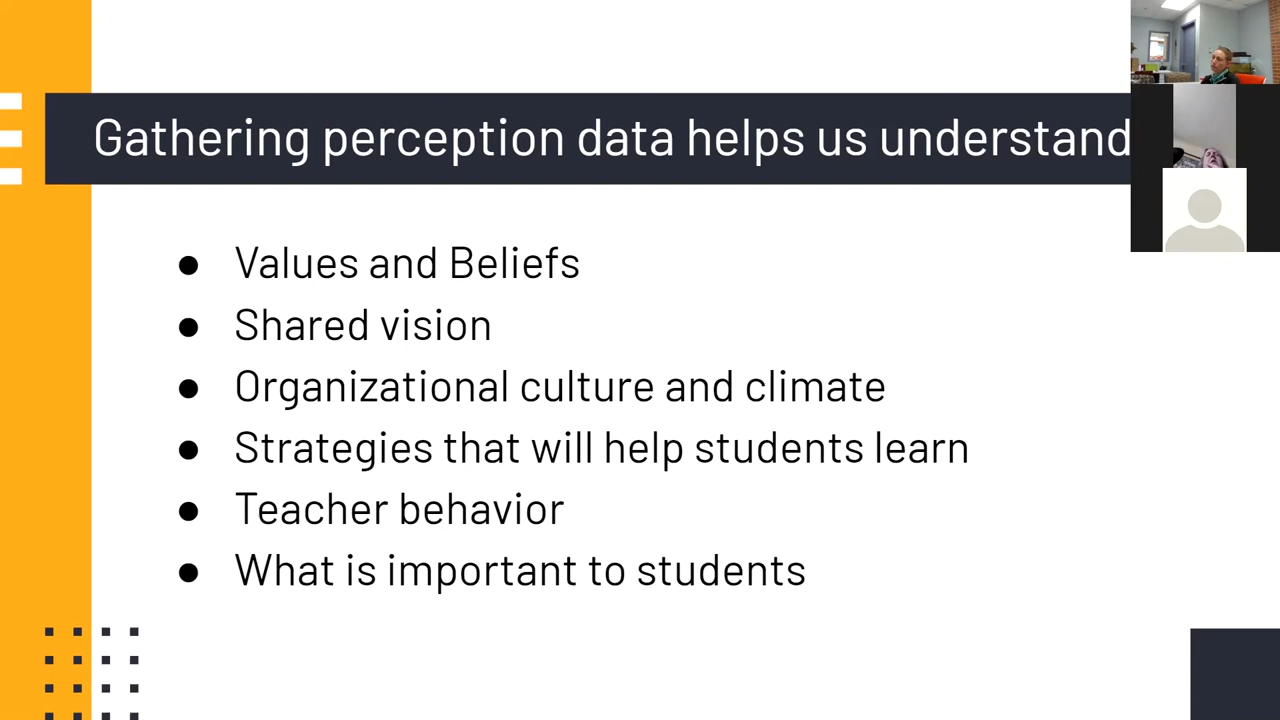 Gathering perception data helps us understand
● Values and Beliefs
● Shared vision
● Organizational culture and climate
● Strategies that will help students learn
● Teacher behavior
● What is important to students